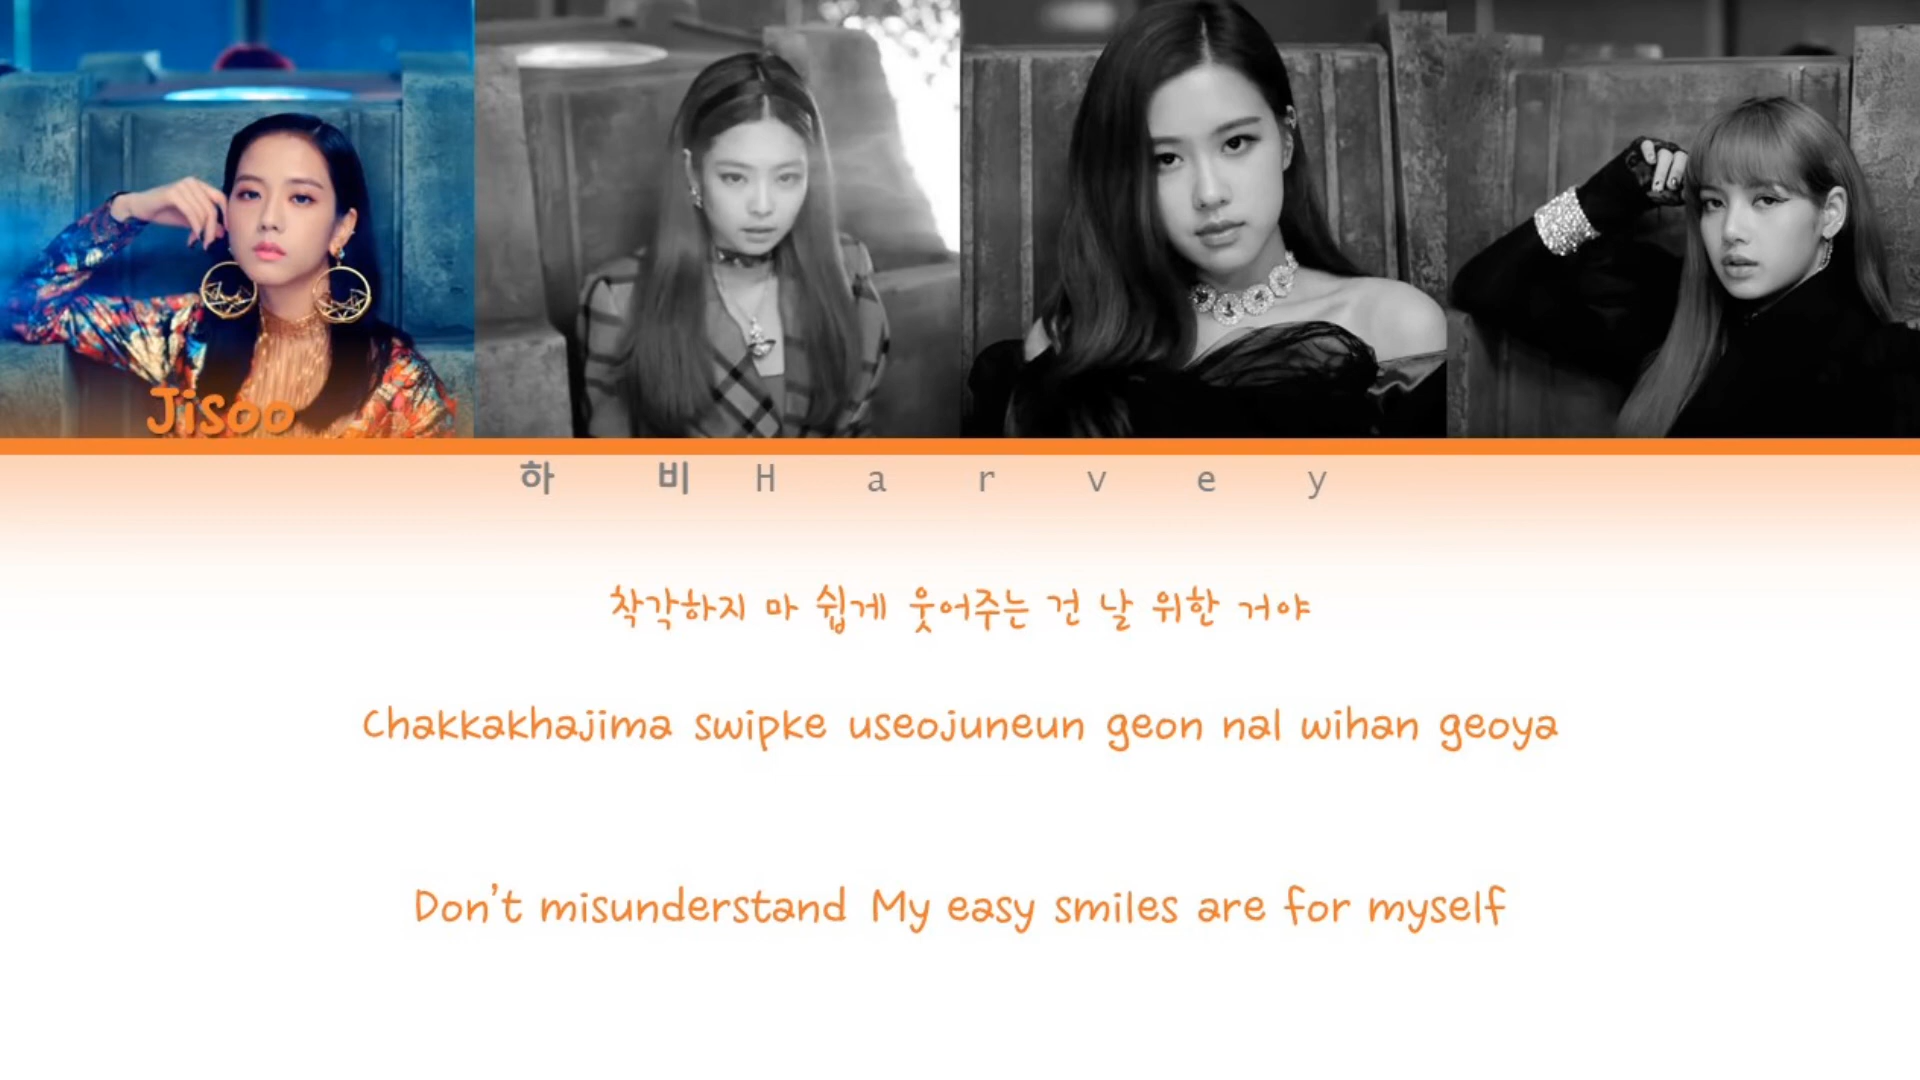 Jisoo
하 비 H a r v e y
착각하지 마 쉽게 웃어주는 건 날 위한 거야
Chakkakhajima swipke useojuneun geon nal wihan geoya
Don't misunderstand My easy smiles are for myself